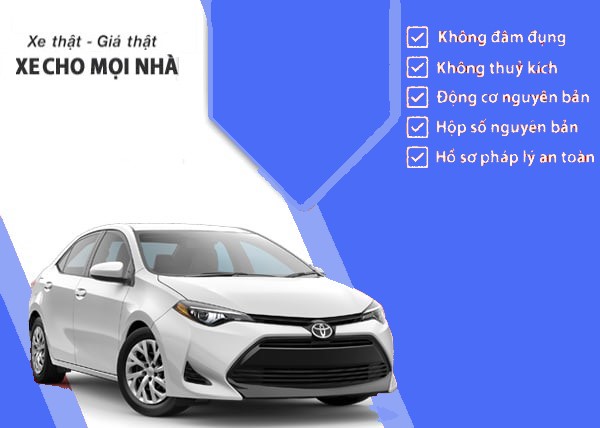 Xe thật - Giá thật
XE CHO MỌI NHÀ
Không đâm đụng
Không thuỷ kích
Động cơ nguyên bản
Hộp số nguyên bản
Hồ sơ pháp lý an toàn